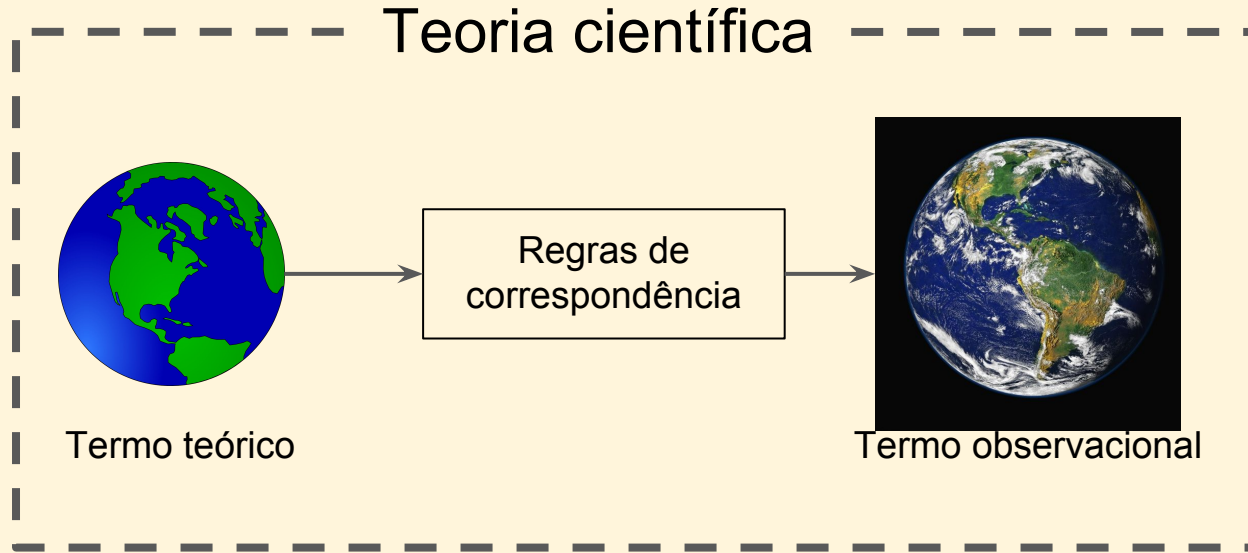 Teoria científica
Regras de
correspondência
Termo teórico
Termo observacional